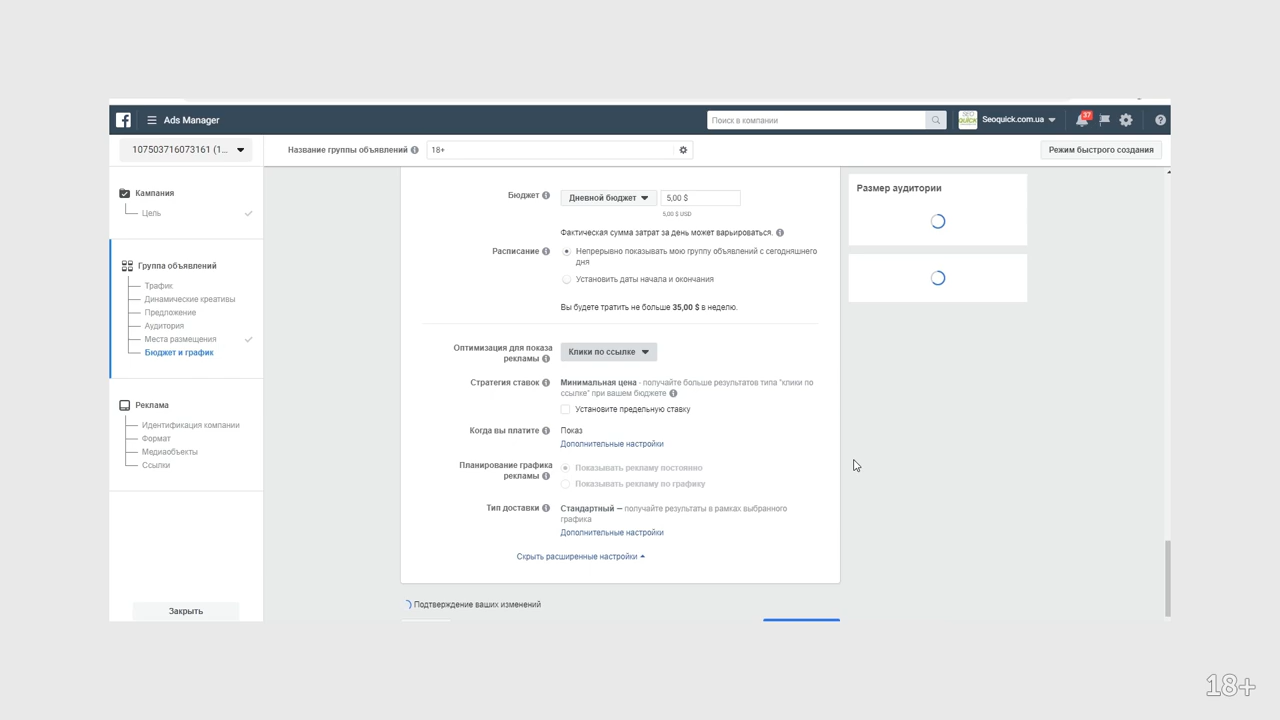 Ads Manager
Поиск в компании
SEO
QUICK
Seoquick.com.ua
37
107503716073161 (1...
Название группы объявлений
18+
Режим быстрого создания
Кампания
Цель
Группа объявлений
Трафик
Динамические креативы
Предложение
Аудитория
Места размещения
Бюджет и график
Реклама
Идентификация компании
Формат
Медиаобъекты
Ссылки
Закрыть
Бюджет
Дневной бюджет
5,00 $
5,00 $ USD
Фактическая сумма затрат за день может варьироваться.
Расписание
Непрерывно показывать мою группу объявлений с сегодняшнего
дня
Установить даты начала и окончания
Вы будете тратить не больше 35,00 $ в неделю.
Оптимизация для показа
рекламы
Клики по ссылке
Стратегия ставок
Минимальная цена - получайте больше результатов типа "клики по
ссылке" при вашем бюджете
Установите предельную ставку
Когда вы платите
Показ
Дополнительные настройки
Планирование графика
рекламы
Показывать рекламу постоянно
Показывать рекламу по графику
Тип доставки
Стандартный — получайте результаты в рамках выбранного
графика
Дополнительные настройки
Скрыть расширенные настройки
Подтверждение ваших изменений
Размер аудитории
18+